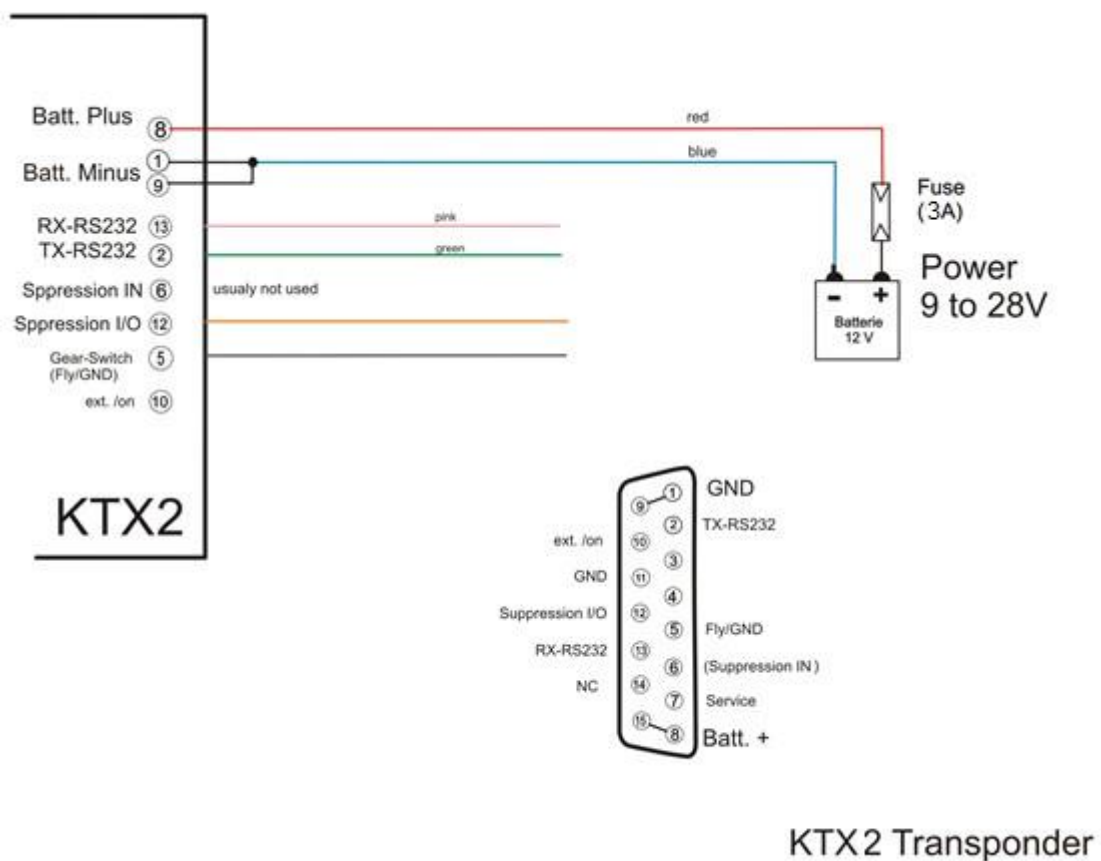 Batt. Plus
8
1
Batt. Minus
9
RX-RS232 13
TX-RS232 2
Sppression IN 6
usualy not used
Sppression I/O 12
Gear-Switch 5
(Fly/GND)
ext. /on 10
KTX2
red
blue
pink
green
Fuse
(3A)
Power
9 to 28V
- +
Batterie
12 V
1 GND
9
2 TX-RS232
ext. /on 10
3
GND 11
4
Suppression I/O 12
5 Fly/GND
RX-RS232 13
6 (Suppression IN )
NC 14
7 Service
15
8 Batt. +
KTX2 Transponder